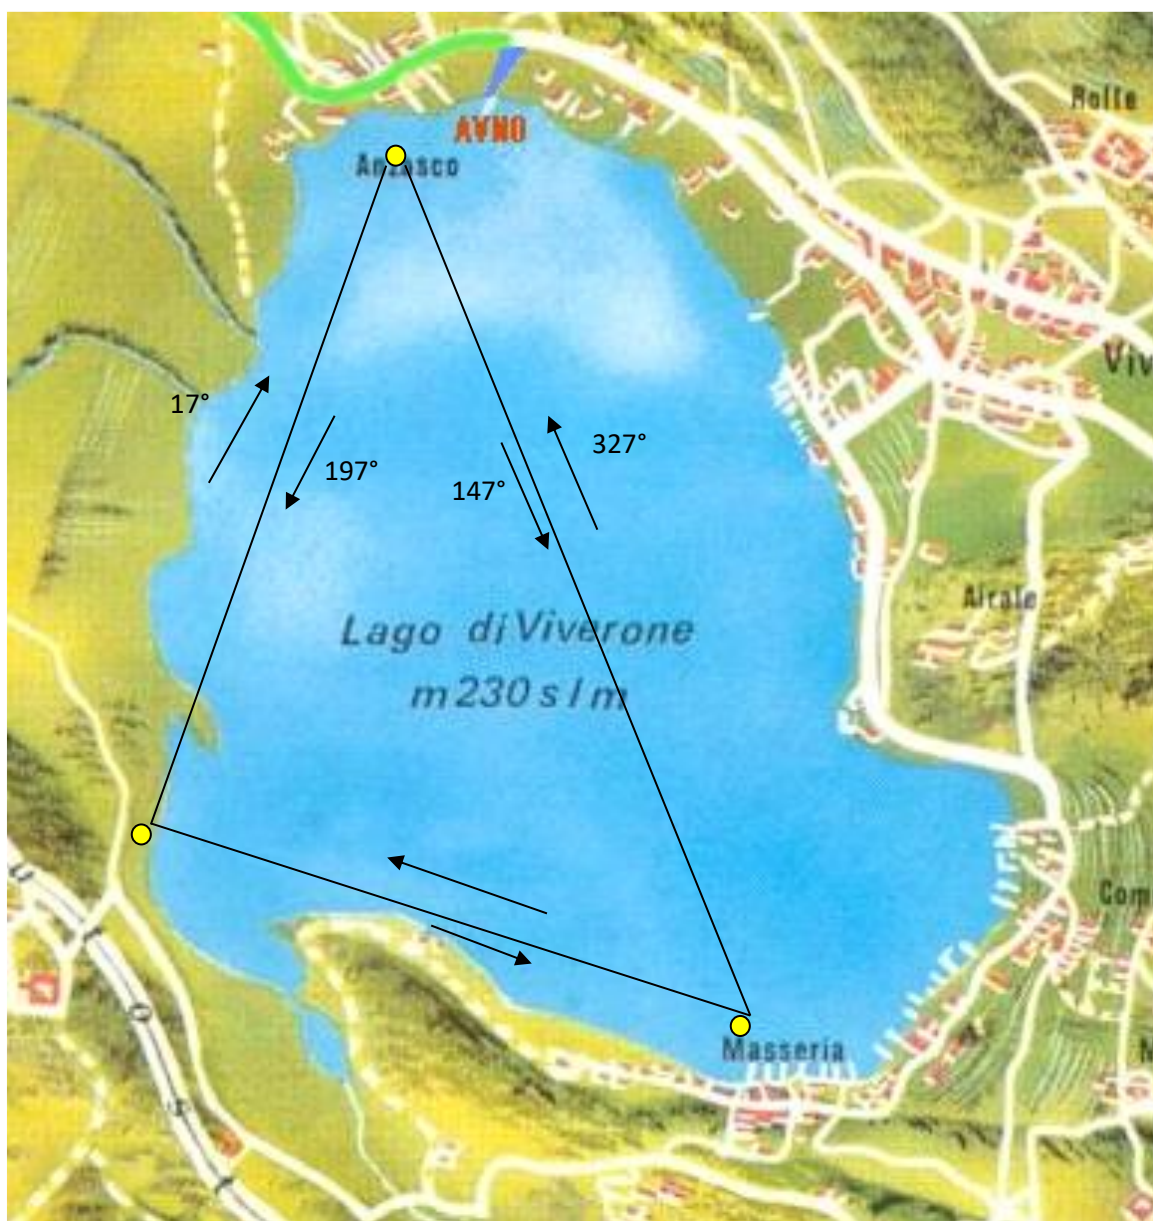 Rolle
AVNO
Anzasco
Viv
17°
327°
197°
147°
Airale
Lago di Viverone
m 230 s l m
Com
Masseria